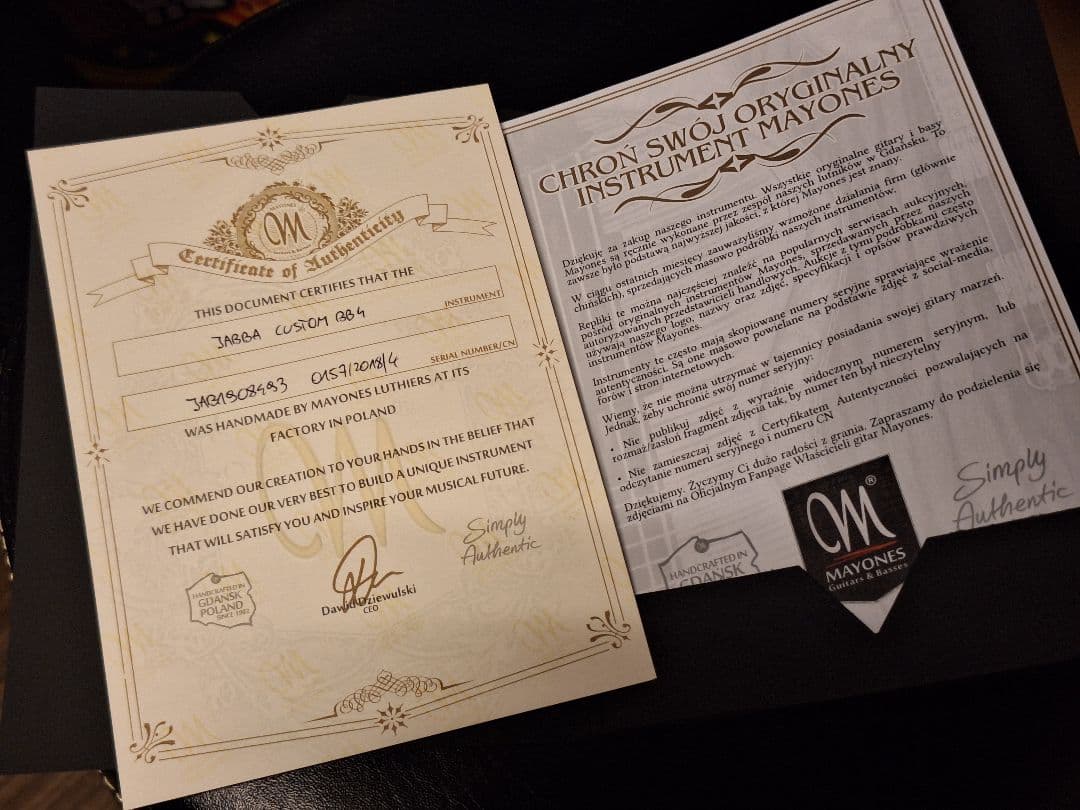 MAYONES
Certificate of Authenticity
THIS DOCUMENT CERTIFIES THAT THE
INSTRUMENT
JABBA CUSTOM BB4
SERIAL NUMBER/CN
JAB1808493 0157/2018/4
WAS HANDMADE BY MAYONES LUTHIERS AT ITS
FACTORY IN POLAND
WE COMMEND OUR CREATION TO YOUR HANDS IN THE BELIEF THAT
WE HAVE DONE OUR VERY BEST TO BUILD A UNIQUE INSTRUMENT
THAT WILL SATISFY YOU AND INSPIRE YOUR MUSICAL FUTURE.
Simply
Authentic
HANDCRAFTED IN
GDAŃSK
POLAND
SINCE 1982
Dawid Dziewulski
CEO
CHROŃ SWÓJ ORYGINALNY
INSTRUMENT MAYONES
Dziękuję za zakup naszego instrumentu. Wszystkie oryginalne gitary i basy
Mayones są ręcznie wykonane przez zespół naszych lutników w Gdańsku. To
zawsze było podstawą najwyższej jakości, z której Mayones jest znany.
W ciągu ostatnich miesięcy zauważyliśmy wzmożone działania firm (głównie
chińskich), sprzedających masowo podróbki naszych instrumentów.
Repliki te można najczęściej znaleźć na popularnych serwisach aukcyjnych,
pośród oryginalnych instrumentów Mayones sprzedawanych przez naszych
autoryzowanych przedstawicieli handlowych. Aukcje z tymi podróbkami często
używają naszego logo, nazwy oraz zdjęć, specyfikacji i opisów prawdziwych
instrumentów Mayones.
Instrumenty te często mają skopiowane numery seryjne sprawiające wrażenie
autentyczności. Są one masowo powielane na podstawie zdjęć z social-media,
forów i stron internetowych.
Wiemy, że nie można utrzymać w tajemnicy posiadania swojej gitary marzeń.
Jednak, żeby uchronić swój numer seryjny:
• Nie publikuj zdjęć z wyraźnie widocznym numerem seryjnym, lub
rozmaż/zasłoń fragment zdjęcia tak, by numer ten był nieczytelny
• Nie zamieszczaj zdjęć z Certyfikatem Autentyczności pozwalających na
odczytanie numeru seryjnego i numeru CN
Dziękujemy. Życzymy Ci dużo radości z grania. Zapraszamy do podzielenia się
zdjęciami na Oficjalnym Fanpage Właścicieli gitar Mayones.
Simply
Authentic
HANDCRAFTED IN
GDAŃSK
MAYONES
Guitars & Basses